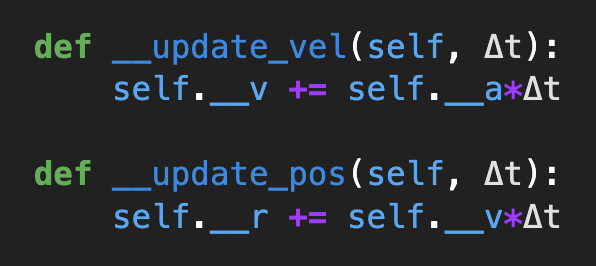 def __update_vel(self, Δt):
    self.__v += self.__a*Δt
def __update_pos(self, Δt):
    self.__r += self.__v*Δt